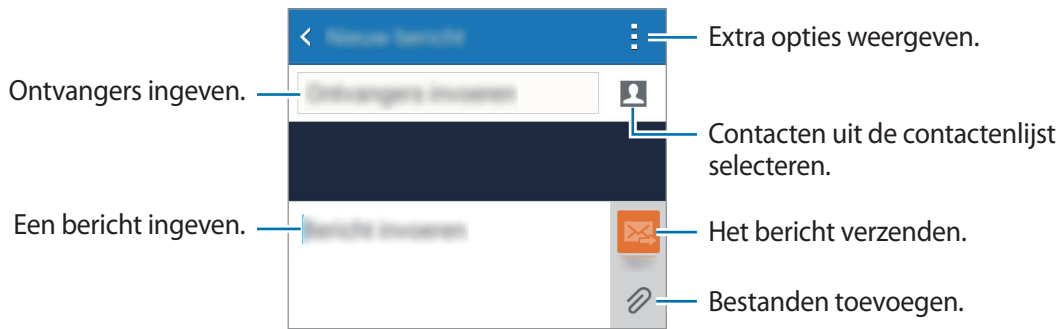 Extra opties weergeven.
Ontvangers ingeven.
Contacten uit de contactenlijst
selecteren.
Een bericht ingeven.
Het bericht verzenden.
Bestanden toevoegen.